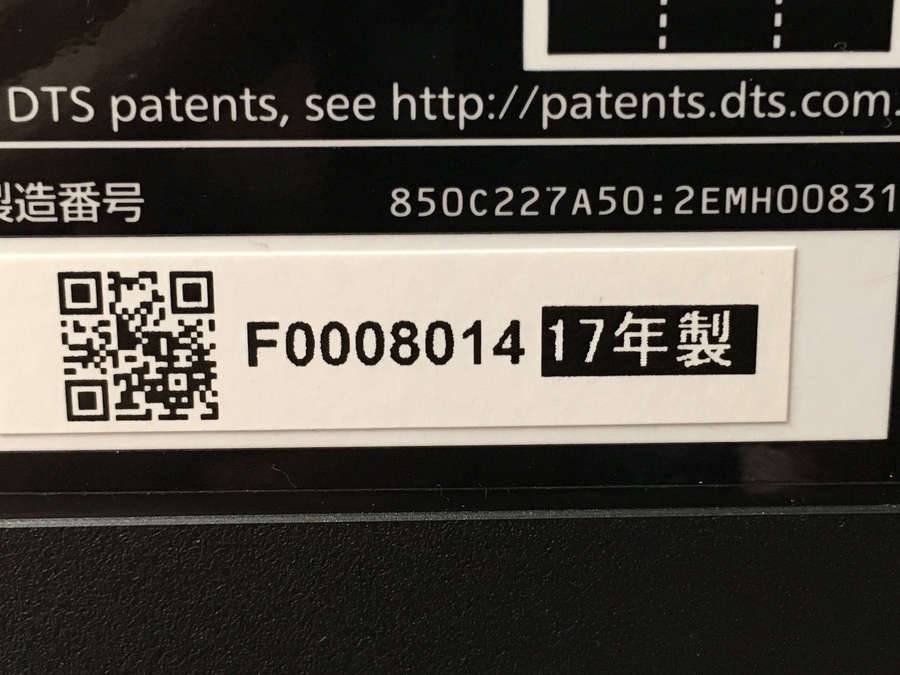 DTS patents, see http://patents.dts.com.
製造番号 850C227A50:2EMH00831
F0008014 17年製